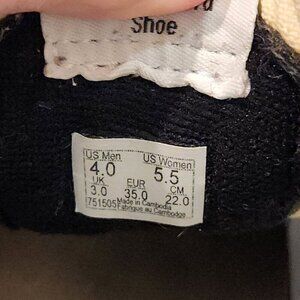 Shoe
US Men US Women
4.0 5.5
UK EUR CM
3.0 35.0 22.0
751505 Made in Cambodia
Fabriqué au Cambodge